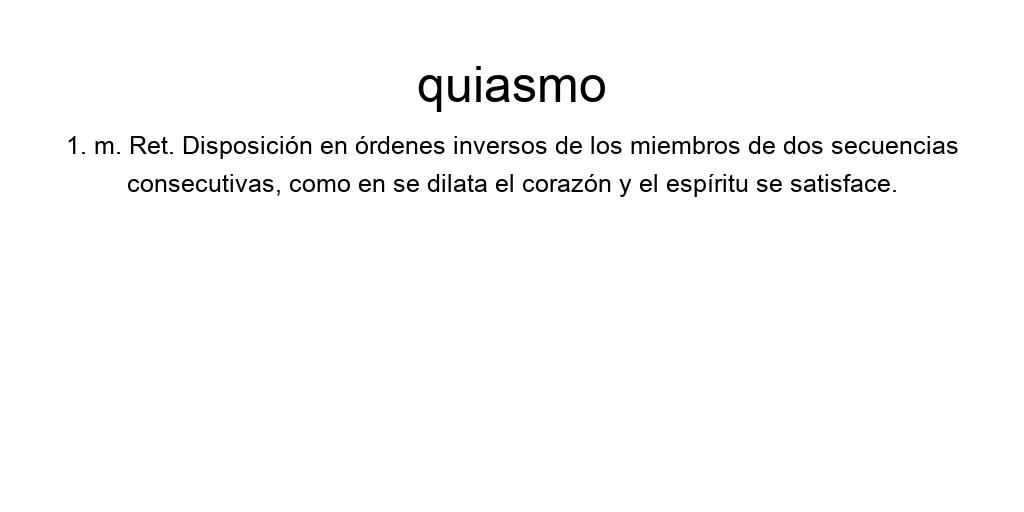 quiasmo
1. m. Ret. Disposición en órdenes inversos de los miembros de dos secuencias
consecutivas, como en se dilata el corazón y el espíritu se satisface.